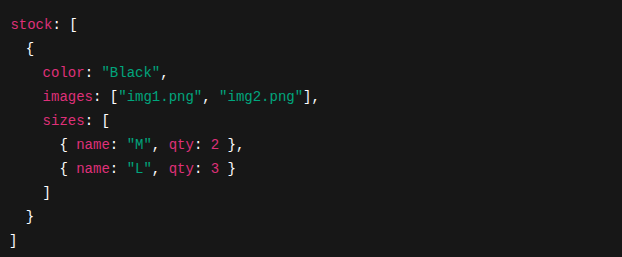 stock: [
  {
    color: "Black",
    images: ["img1.png", "img2.png"],
    sizes: [
      { name: "M", qty: 2 },
      { name: "L", qty: 3 }
    ]
  }
]